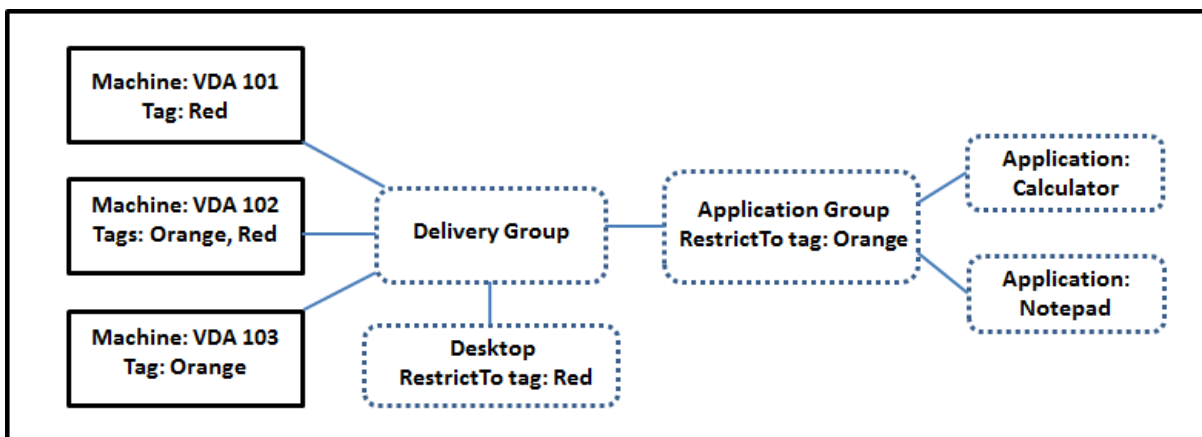 Machine: VDA 101
Tag: Red
Machine: VDA 102
Tags: Orange, Red
Machine: VDA 103
Tag: Orange
Delivery Group
Desktop
RestrictTo tag: Red
Application Group
RestrictTo tag: Orange
Application:
Calculator
Application:
Notepad